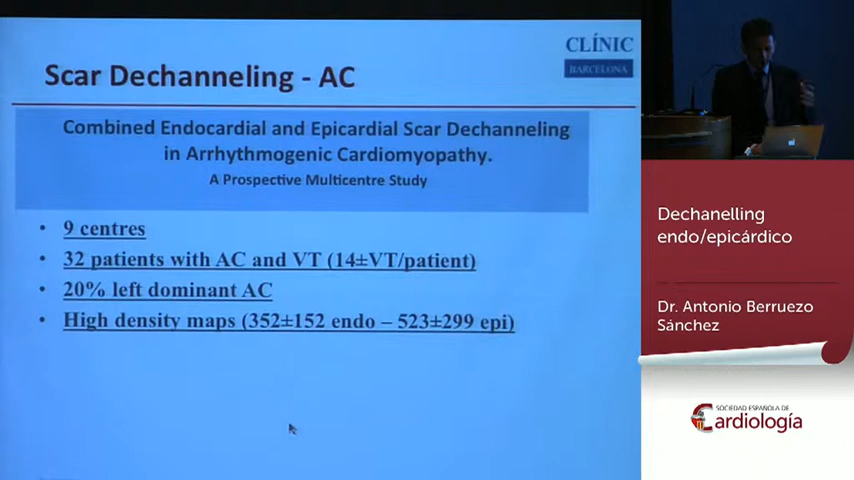 CLÍNIC
BARCELONA
Scar Dechanneling - AC
Combined Endocardial and Epicardial Scar Dechanneling
in Arrhythmogenic Cardiomyopathy.
A Prospective Multicentre Study
• 9 centres
• 32 patients with AC and VT (14±VT/patient)
• 20% left dominant AC
• High density maps (352±152 endo – 523±299 epi)
Dechanelling
endo/epicárdico
Dr. Antonio Berruezo
Sánchez
SOCIEDAD ESPAÑOLA DE
Cardiología